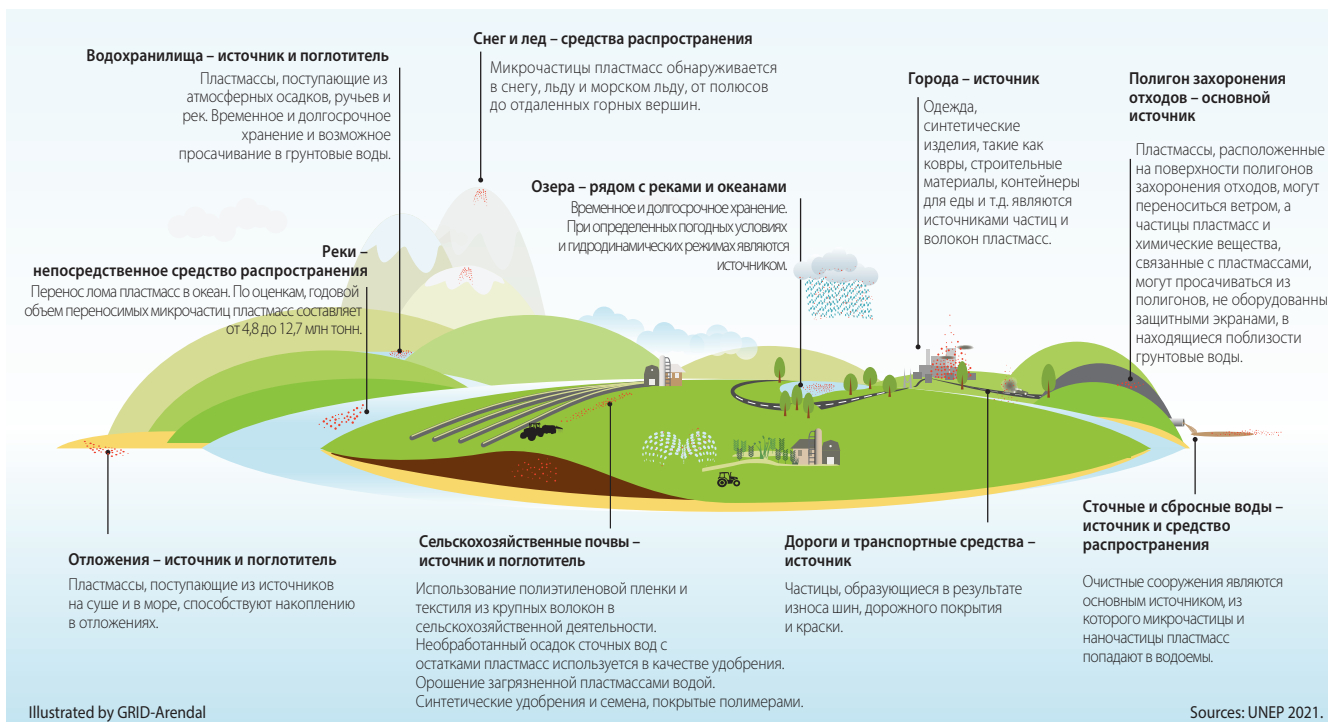 Снег и лед – средства распространения
Микрочастицы пластмасс обнаруживается
в снегу, льду и морском льду, от полюсов
до отдаленных горных вершин.
Водохранилища – источник и поглотитель
Пластмассы, поступающие из
атмосферных осадков, ручьев и
рек. Временное и долгосрочное
хранение и возможное
просачивание в грунтовые воды.
Города – источник
Одежда,
синтетические
изделия, такие как
ковры, строительные
материалы, контейнеры
для еды и т.д. являются
источниками частиц и
волокон пластмасс.
Полигон захоронения
отходов – основной
источник
Пластмассы, расположенные
на поверхности полигонов
захоронения отходов, могут
переноситься ветром, а
частицы пластмасс и
химические вещества,
связанные с пластмассами,
могут просачиваться из
полигонов, не оборудованны
защитными экранами, в
находящиеся поблизости
грунтовые воды.
Озера – рядом с реками и океанами
Временное и долгосрочное хранение.
При определенных погодных условиях
и гидродинамических режимах являются
источником.
Реки –
непосредственное средство распространения
Перенос лома пластмасс в океан. По оценкам, годовой
объем переносимых микрочастиц пластмасс составляет
от 4,8 до 12,7 млн тонн.
Отложения – источник и поглотитель
Пластмассы, поступающие из источников
на суше и в море, способствуют накоплению
в отложениях.
Сельскохозяйственные почвы –
источник и поглотитель
Использование полиэтиленовой пленки и
текстиля из крупных волокон в
сельскохозяйственной деятельности.
Необработанный осадок сточных вод с
остатками пластмасс используется в качестве удобрения.
Орошение загрязненной пластмассами водой.
Синтетические удобрения и семена, покрытые полимерами.
Дороги и транспортные средства –
источник
Частицы, образующиеся в результате
износа шин, дорожного покрытия
и краски.
Сточные и сбросные воды –
источник и средство
распространения
Очистные сооружения являются
основным источником, из
которого микрочастицы и
наночастицы пластмасс
попадают в водоемы.
Illustrated by GRID-Arendal
Sources: UNEP 2021.